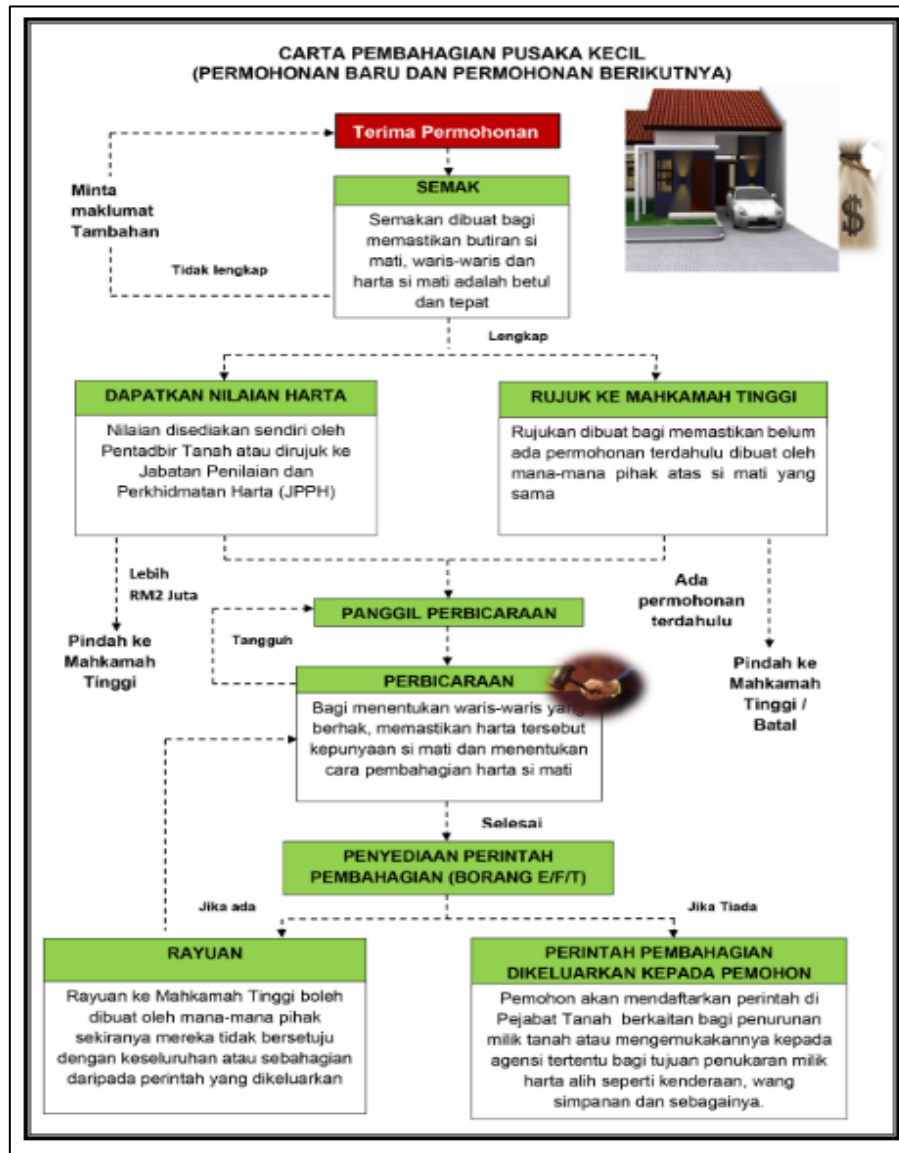 CARTA PEMBAHAGIAN PUSAKA KECIL
(PERMOHONAN BARU DAN PERMOHONAN BERIKUTNYA)
Terima Permohonan
Minta
maklumat
Tambahan
SEMAK
Semakan dibuat bagi
memastikan butiran si
mati, waris-waris dan
harta si mati adalah betul
dan tepat
Tidak lengkap
$
Lengkap
DAPATKAN NILAIAN HARTA
Nilaian disediakan sendiri oleh
Pentadbir Tanah atau dirujuk ke
Jabatan Penilaian dan
Perkhidmatan Harta (JPPH)
RUJUK KE MAHKAMAH TINGGI
Rujukan dibuat bagi memastikan belum
ada permohonan terdahulu dibuat oleh
mana-mana pihak atas si mati yang
sama
Lebih
RM2 Juta
Pindah ke
Mahkamah
Tinggi
Ada
permohonan
terdahulu
Pindah ke
Mahkamah
Tinggi /
Batal
PANGGIL PERBICARAAN
Tangguh
PERBICARAAN
Bagi menentukan waris-waris yang
berhak, memastikan harta tersebut
kepunyaan si mati dan menentukan
cara pembahagian harta si mati
Selesai
PENYEDIAAN PERINTAH
PEMBAHAGIAN (BORANG E/F/T)
Jika ada
Jika Tiada
RAYUAN
Rayuan ke Mahkamah Tinggi boleh
dibuat oleh mana-mana pihak
sekiranya mereka tidak bersetuju
dengan keseluruhan atau sebahagian
daripada perintah yang dikeluarkan
PERINTAH PEMBAHAGIAN
DIKELUARKAN KEPADA PEMOHON
Pemohon akan mendaftarkan perintah di
Pejabat Tanah berkaitan bagi penurunan
milik tanah atau mengemukakannya kepada
agensi tertentu bagi tujuan penukaran milik
harta alih seperti kenderaan, wang
simpanan dan sebagainya.